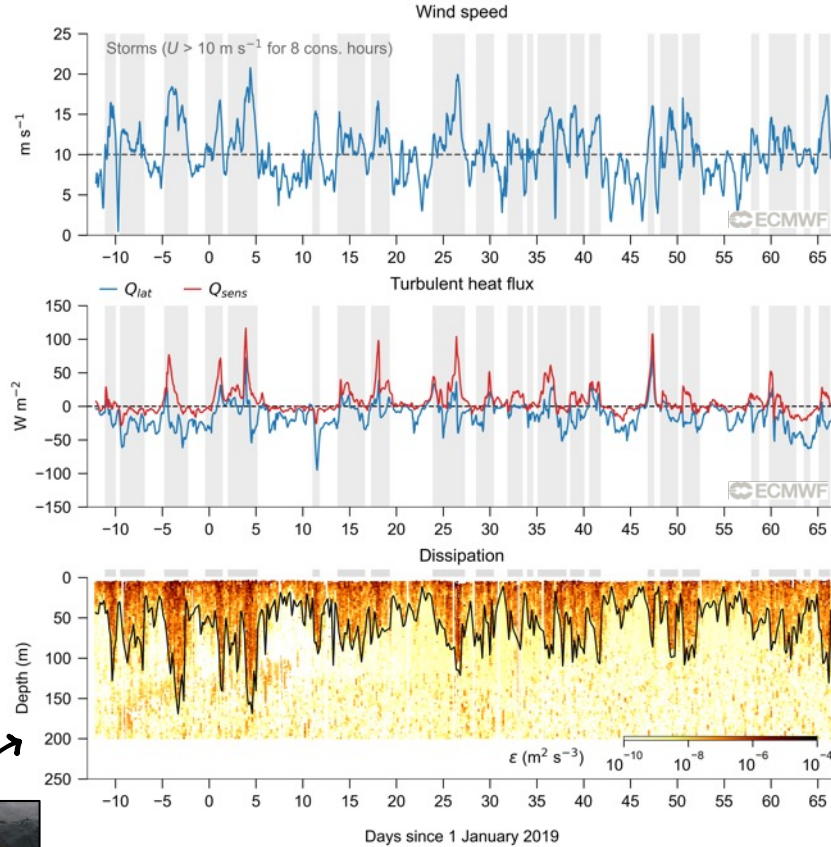 Wind speed
Storms (U > 10 m s⁻¹ for 8 cons. hours)
m s⁻¹
25
20
15
10
5
0
ECMWF
−10 −5 0 5 10 15 20 25 30 35 40 45 50 55 60 65
Q_lat Q_sens Turbulent heat flux
W m⁻²
150
100
50
0
−50
−100
−150
ECMWF
−10 −5 0 5 10 15 20 25 30 35 40 45 50 55 60 65
Dissipation
Depth (m)
0
50
100
150
200
250
ε (m² s⁻³)
10⁻¹⁰ 10⁻⁸ 10⁻⁶ 10⁻⁴
−10 −5 0 5 10 15 20 25 30 35 40 45 50 55 60 65
Days since 1 January 2019